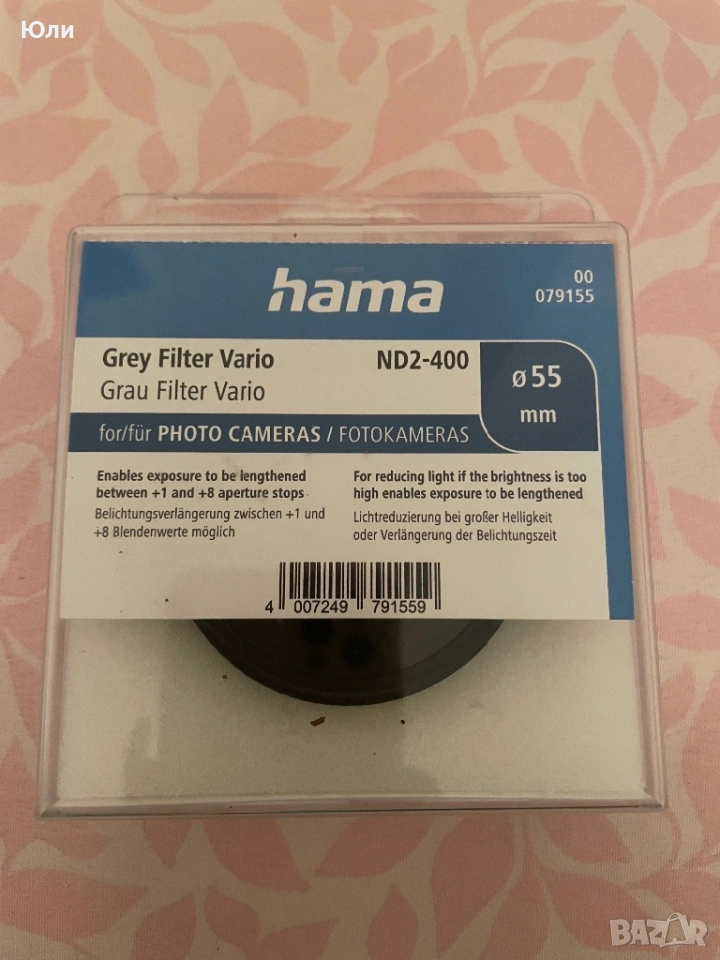 Юли
hama
00
079155
Grey Filter Vario
Grau Filter Vario
ND2-400
ø55
mm
for/für PHOTO CAMERAS / FOTOKAMERAS
Enables exposure to be lengthened
between +1 and +8 aperture stops
Belichtungsverlängerung zwischen +1 und
+8 Blendenwerte möglich
For reducing light if the brightness is too
high enables exposure to be lengthened
Lichtreduzierung bei großer Helligkeit
oder Verlängerung der Belichtungszeit
4 007249 791559
BAZAR